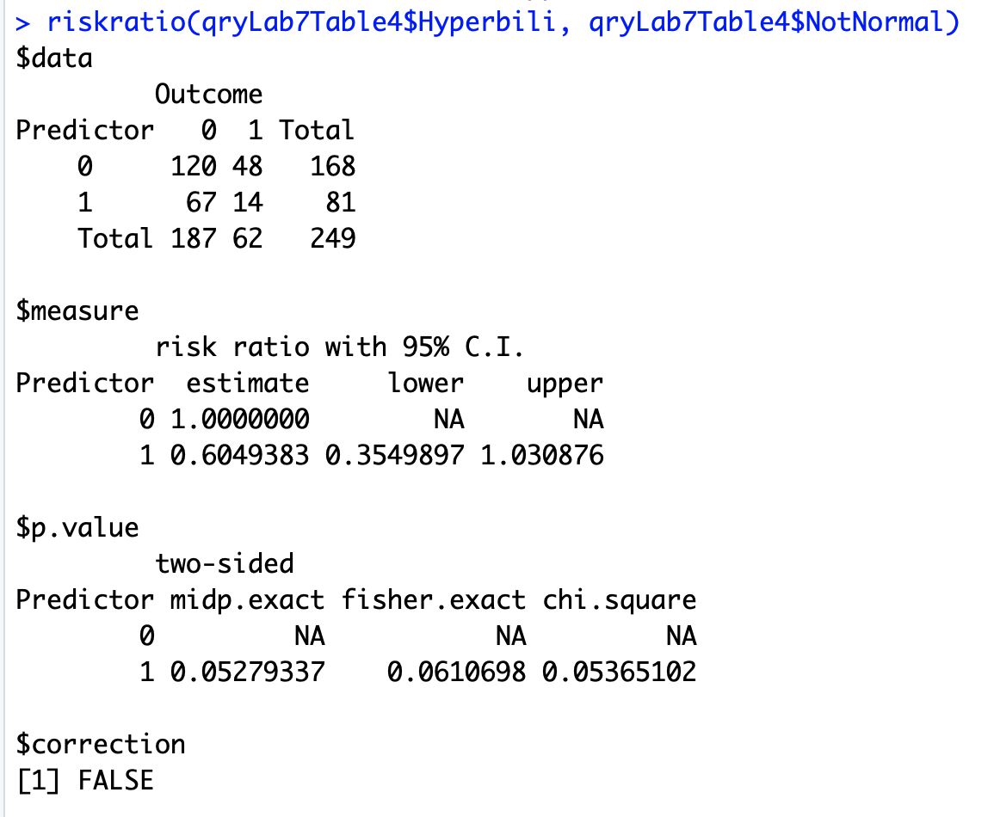 > riskratio(qryLab7Table4$Hyperbili, qryLab7Table4$NotNormal)
$data
         Outcome
Predictor   0  1 Total
    0     120 48   168
    1      67 14    81
    Total 187 62   249

$measure
         risk ratio with 95% C.I.
Predictor  estimate     lower    upper
        0 1.0000000        NA       NA
        1 0.6049383 0.3549897 1.030876

$p.value
         two-sided
Predictor midp.exact fisher.exact chi.square
        0         NA           NA         NA
        1 0.05279337    0.0610698 0.05365102

$correction
[1] FALSE